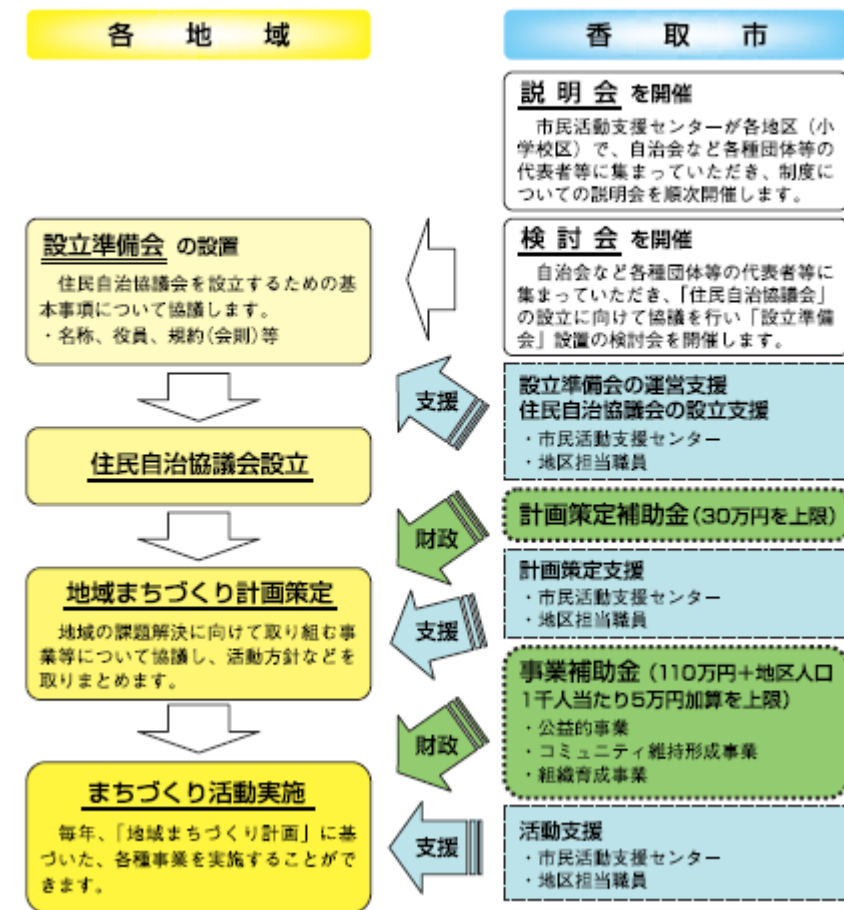 各地域
香取市
説明会 を開催
市民活動支援センターが各地区（小
学校区）で、自治会など各種団体等の
代表者等に集まっていただき、制度に
ついての説明会を順次開催します。
設立準備会 の設置
住民自治協議会を設立するための基
本事項について協議します。
・名称、役員、規約（会則）等
検討会 を開催
自治会など各種団体等の代表者等に
集まっていただき、「住民自治協議会」
の設立に向けて協議を行い「設立準備
会」設置の検討会を開催します。
支援
設立準備会の運営支援
住民自治協議会の設立支援
・市民活動支援センター
・地区担当職員
住民自治協議会設立
財政
計画策定補助金（30万円を上限）
地域まちづくり計画策定
地域の課題解決に向けて取り組む事
業等について協議し、活動方針などを
取りまとめます。
支援
計画策定支援
・市民活動支援センター
・地区担当職員
財政
事業補助金（110万円＋地区人口
1千人当たり5万円加算を上限）
・公益的事業
・コミュニティ維持形成事業
・組織育成事業
まちづくり活動実施
毎年、「地域まちづくり計画」に基
づいた、各種事業を実施することがで
きます。
支援
活動支援
・市民活動支援センター
・地区担当職員